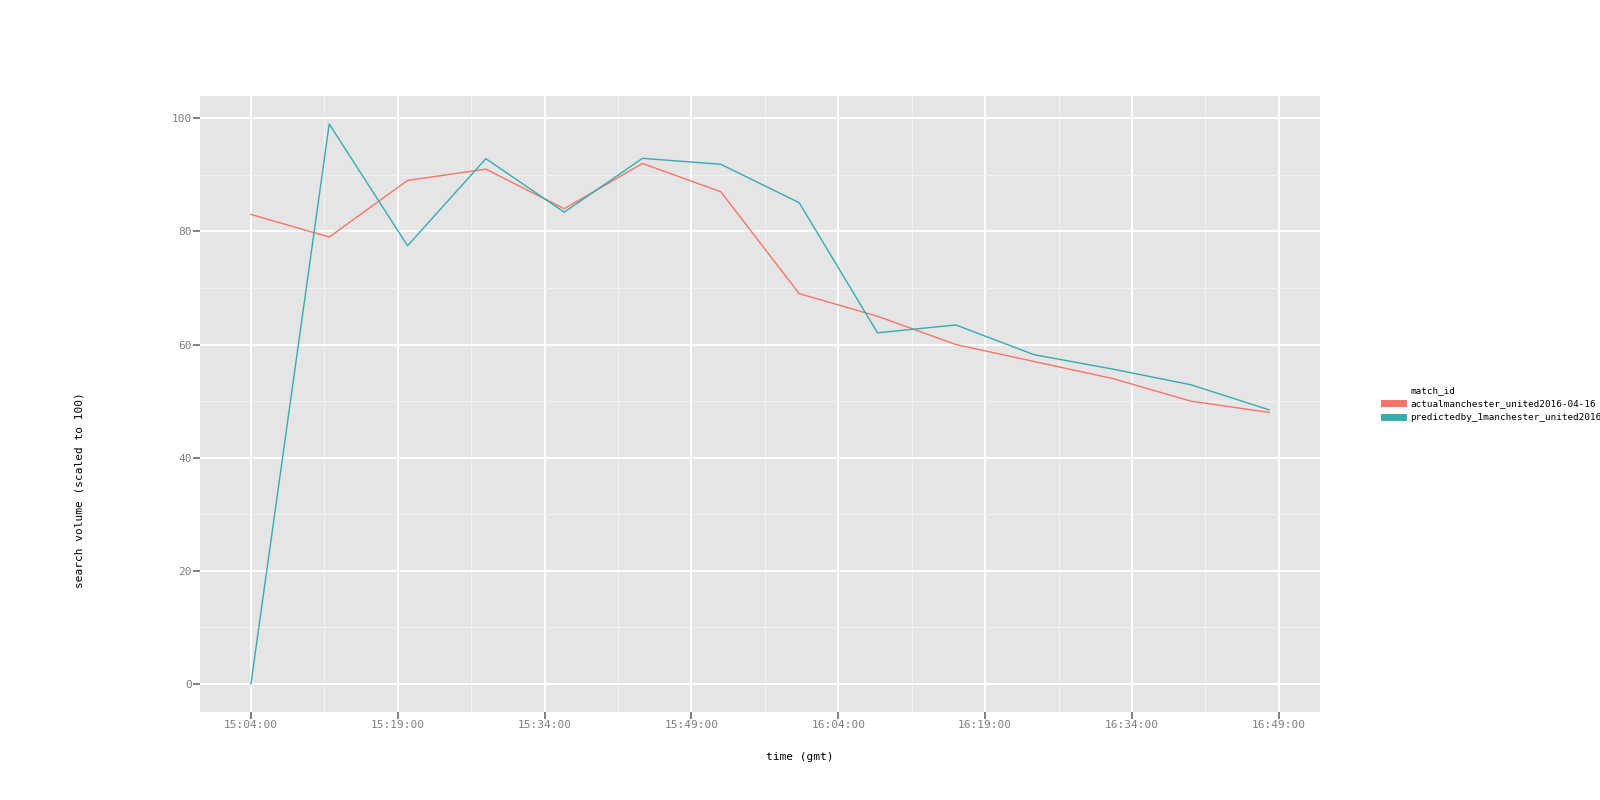 100
80
60
40
20
0
search volume (scaled to 100)
15:04:00 15:19:00 15:34:00 15:49:00 16:04:00 16:19:00 16:34:00 16:49:00
time (gmt)
match_id
actualmanchester_united2016-04-16
predictedby_1manchester_united2016